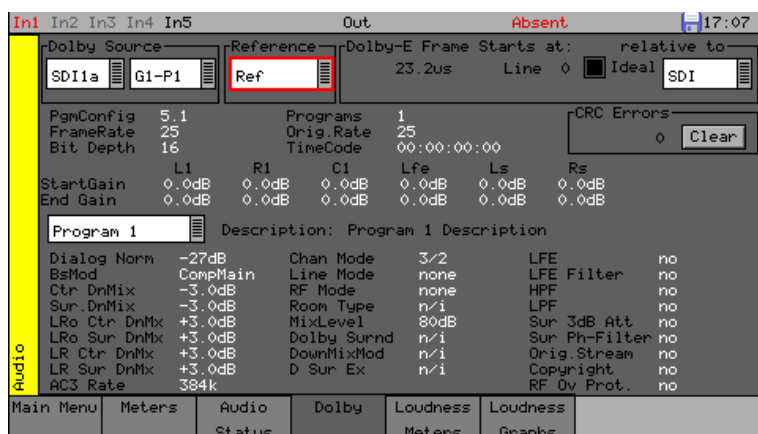 In1 In2 In3 In4 In5 Out Absent 17:07
Dolby Source Reference Dolby-E Frame Starts at: relative to
SDI1a G1-P1 Ref 23.2us Line 0 Ideal SDI
PgmConfig 5.1 Programs 1 CRC Errors
FrameRate 25 Orig.Rate 25 0 Clear
Bit Depth 16 TimeCode 00:00:00:00
L1 R1 C1 Lfe Ls Rs
StartGain 0.0dB 0.0dB 0.0dB 0.0dB 0.0dB 0.0dB
End Gain 0.0dB 0.0dB 0.0dB 0.0dB 0.0dB 0.0dB
Program 1 Description: Program 1 Description
Dialog Norm -27dB Chan Mode 3/2 LFE no
BsMod CompMain Line Mode none LFE Filter no
Ctr DnMix -3.0dB RF Mode none HPF no
Sur.DnMix -3.0dB Room Type n/i LPF no
LRo Ctr DnMx +3.0dB MixLevel 80dB Sur 3dB Att no
LRo Sur DnMx +3.0dB Dolby Surnd n/i Sur Ph-Filter no
LR Ctr DnMx +3.0dB DownMixMod n/i Orig.Stream no
LR Sur DnMx +3.0dB D Sur Ex n/i Copyright no
AC3 Rate 384k RF Ov Prot. no
Audio
Main Menu Meters Audio Dolby Loudness Loudness
Status Meters Graphs